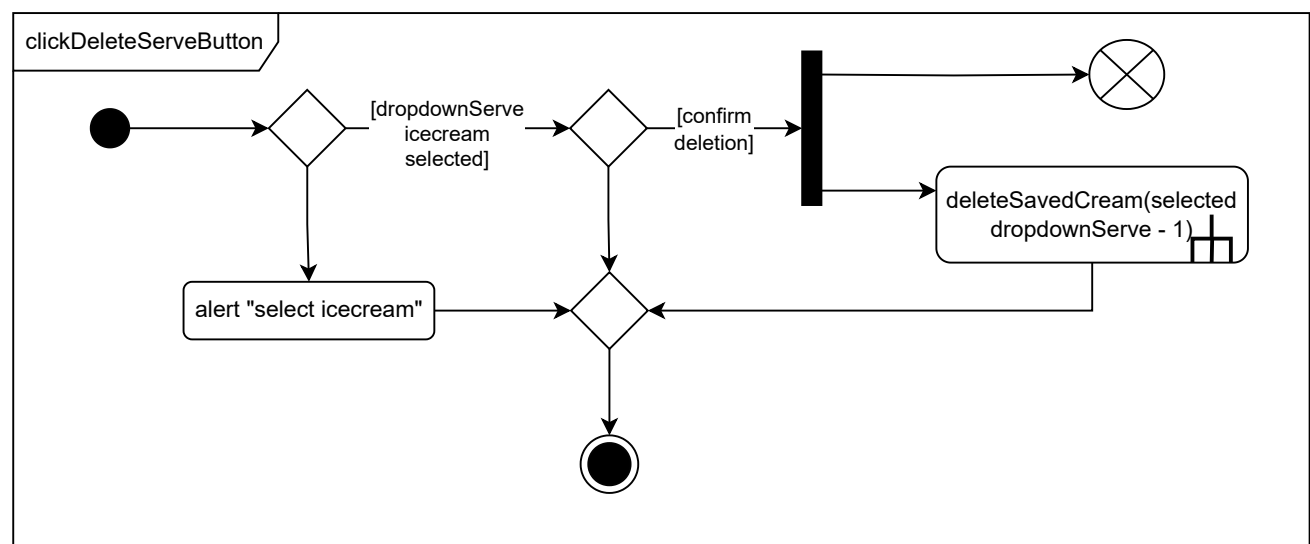 clickDeleteServeButton
[dropdownServe
icecream
selected]
[confirm
deletion]
deleteSavedCream(selected
dropdownServe - 1)
alert "select icecream"